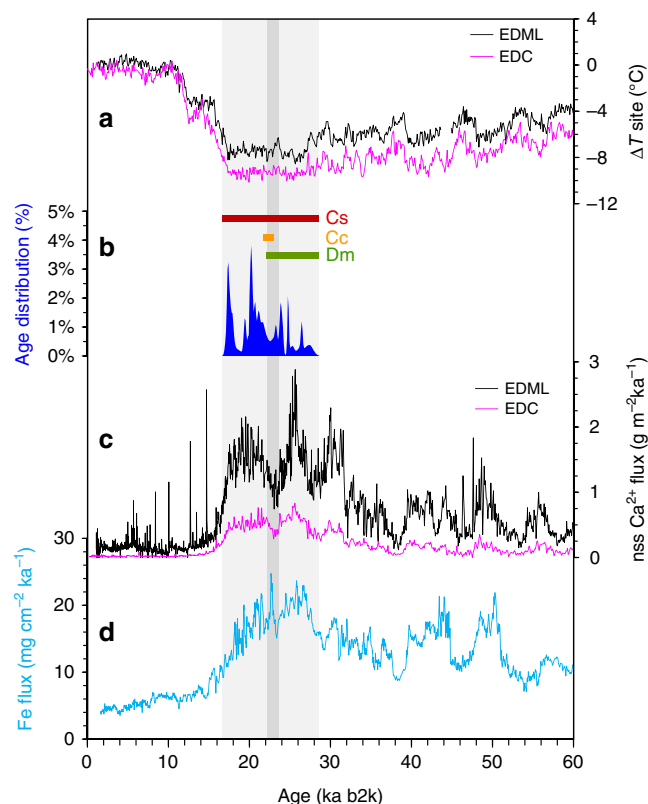 4
EDML
EDC
0
−4
−8
−12
ΔT site (°C)
a
5%
4%
3%
2%
1%
0%
Age distribution (%)
b
Cs
Cc
Dm
3
2
1
0
nss Ca²⁺ flux (g m⁻²ka⁻¹)
EDML
EDC
c
30
20
10
0
Fe flux (mg cm⁻² ka⁻¹)
d
0 10 20 30 40 50 60
Age (ka b2k)